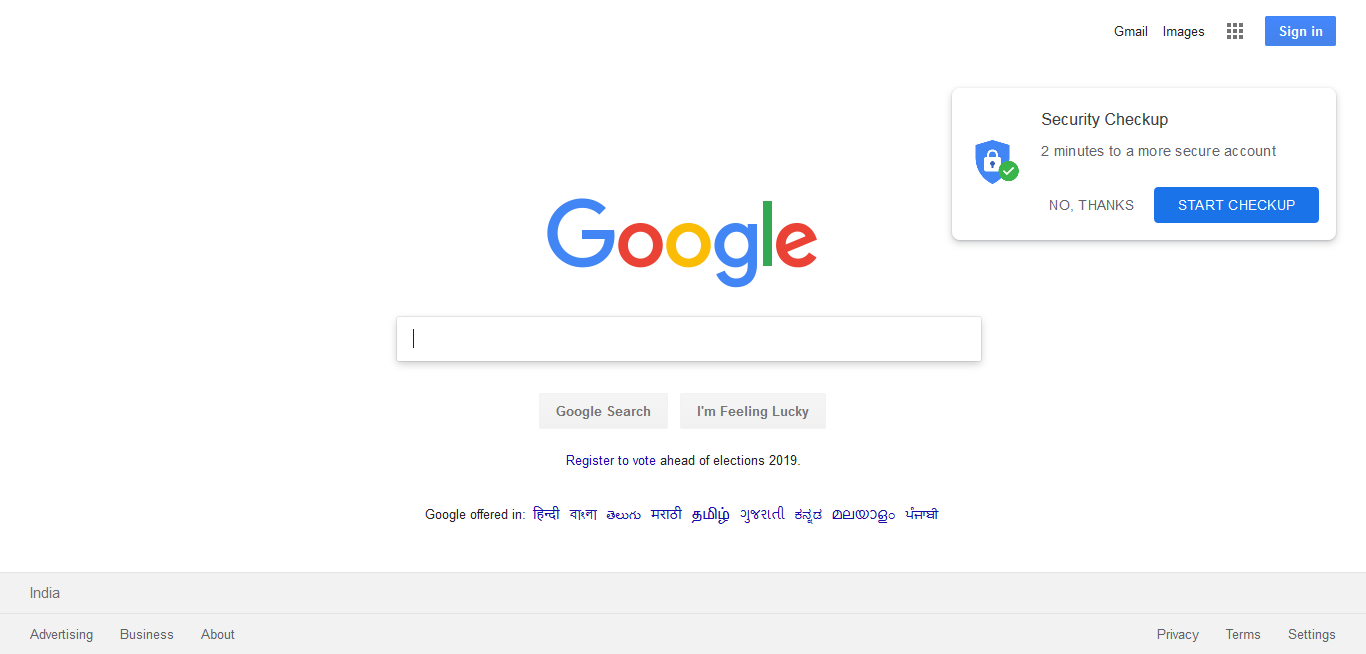 Gmail Images Sign in
Security Checkup
2 minutes to a more secure account
NO, THANKS START CHECKUP
Google
Google Search I'm Feeling Lucky
Register to vote ahead of elections 2019.
Google offered in: हिन्दी বাংলা తెలుగు मराठी தமிழ் ગુજરાતી ಕನ್ನಡ മലയാളം ਪੰਜਾਬੀ
India
Advertising Business About Privacy Terms Settings